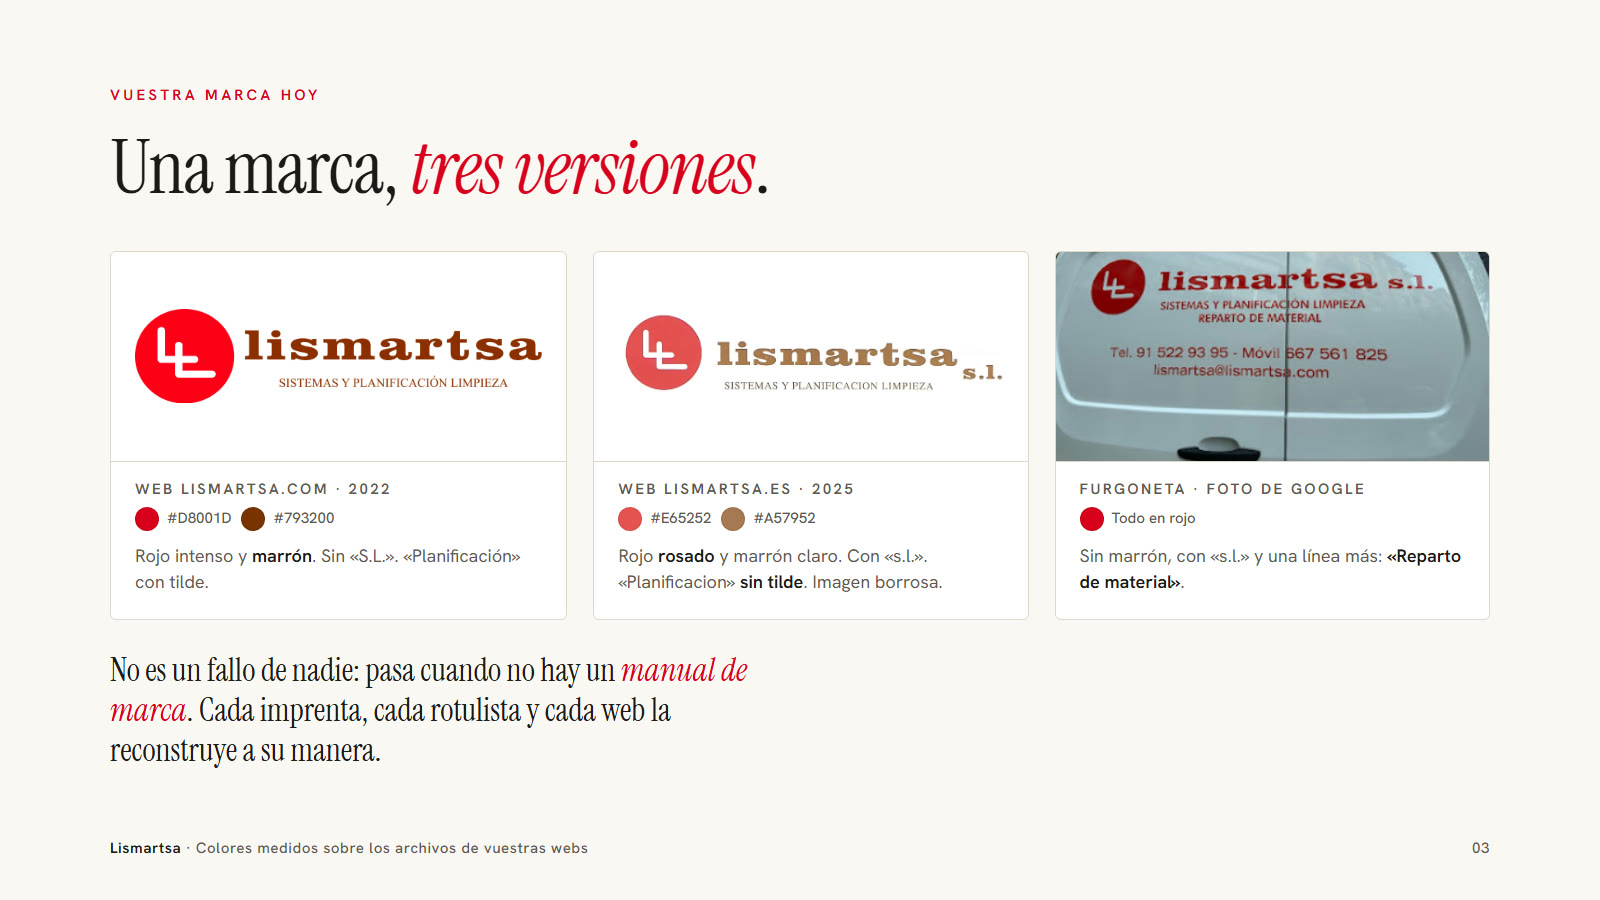 VUESTRA MARCA HOY
Una marca, tres versiones.
lismartsa
SISTEMAS Y PLANIFICACIÓN LIMPIEZA
WEB LISMARTSA.COM · 2022
#D8001D #793200
Rojo intenso y marrón. Sin «S.L.». «Planificación»
con tilde.
lismartsa s.l.
SISTEMAS Y PLANIFICACION LIMPIEZA
WEB LISMARTSA.ES · 2025
#E65252 #A57952
Rojo rosado y marrón claro. Con «s.l.».
«Planificacion» sin tilde. Imagen borrosa.
lismartsa s.l.
SISTEMAS Y PLANIFICACIÓN LIMPIEZA
REPARTO DE MATERIAL
Tel. 91 522 93 95 - Móvil 667 561 825
lismartsa@lismartsa.com
FURGONETA · FOTO DE GOOGLE
Todo en rojo
Sin marrón, con «s.l.» y una línea más: «Reparto
de material».
No es un fallo de nadie: pasa cuando no hay un manual de
marca. Cada imprenta, cada rotulista y cada web la
reconstruye a su manera.
Lismartsa · Colores medidos sobre los archivos de vuestras webs
03